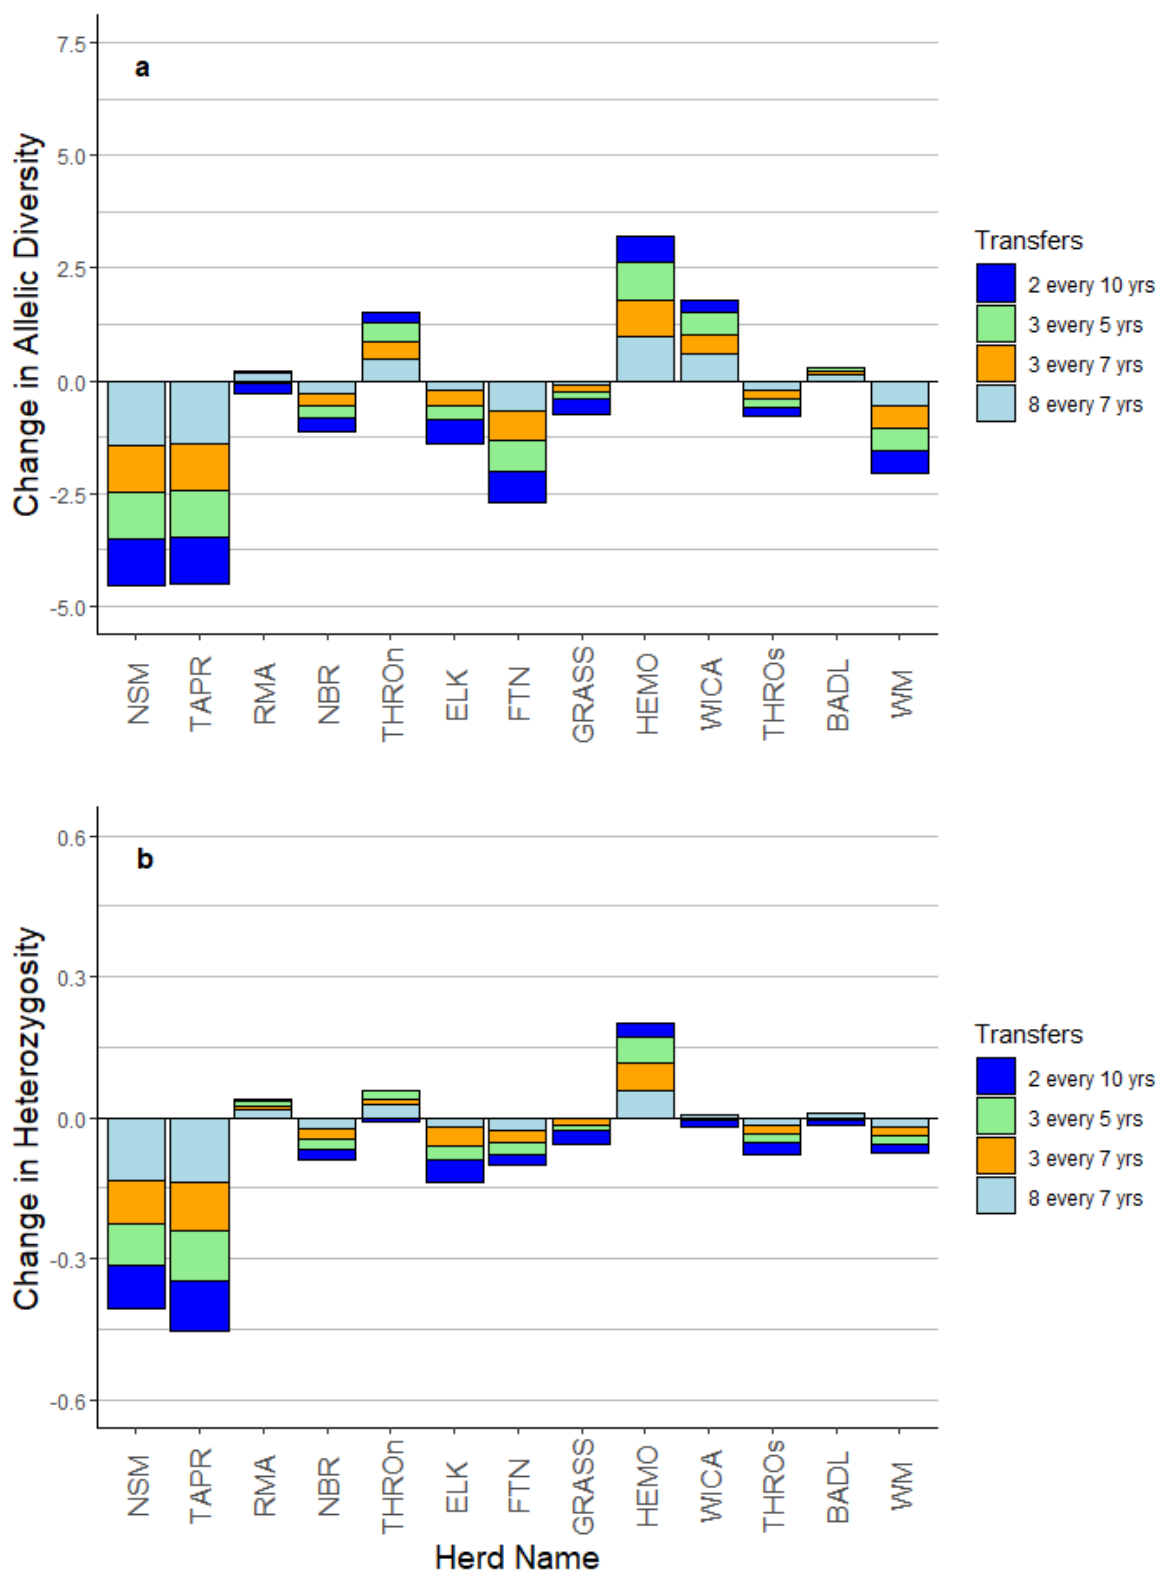 a
Change in Allelic Diversity
7.5
5.0
2.5
0.0
-2.5
-5.0
NSM
TAPR
RMA
NBR
THROn
ELK
FTN
GRASS
HEMO
WICA
THROs
BADL
WM
Transfers
2 every 10 yrs
3 every 5 yrs
3 every 7 yrs
8 every 7 yrs
b
Change in Heterozygosity
0.6
0.3
0.0
-0.3
-0.6
NSM
TAPR
RMA
NBR
THROn
ELK
FTN
GRASS
HEMO
WICA
THROs
BADL
WM
Herd Name
Transfers
2 every 10 yrs
3 every 5 yrs
3 every 7 yrs
8 every 7 yrs